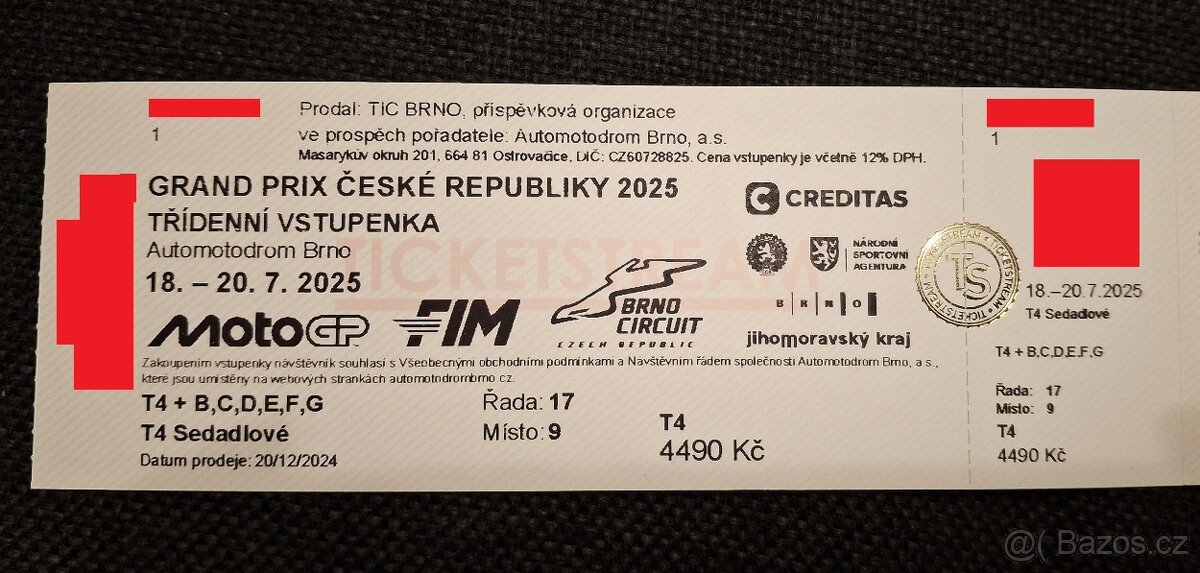 Prodal: TIC BRNO, příspěvková organizace
1
ve prospěch pořadatele: Automotodrom Brno, a.s.
Masarykův okruh 201, 664 81 Ostrovačice, DIČ: CZ60728825. Cena vstupenky je včetně 12% DPH.
GRAND PRIX ČESKÉ REPUBLIKY 2025
TŘÍDENNÍ VSTUPENKA
Automotodrom Brno
18. – 20. 7. 2025
TICKETSTREAM
CREDITAS
NÁRODNÍ
SPORTOVNÍ
AGENTURA
MotoGP
FIM
BRNO
CIRCUIT
CZECH REPUBLIC
B R N O
jihomoravský kraj
Zakoupením vstupenky návštěvník souhlasí s Všeobecnými obchodními podmínkami a Návštěvním řádem společnosti Automotodrom Brno, a.s.,
které jsou umístěny na webových stránkách automotodrombrno.cz.
T4 + B,C,D,E,F,G
Řada: 17
T4 Sedadlové
Místo: 9
T4
4490 Kč
Datum prodeje: 20/12/2024
TICKETSTREAM • TICKETSTREAM •
TS
1
18.–20.7.2025
T4 Sedadlové
T4 + B,C,D,E,F,G
Řada: 17
Místo: 9
T4
4490 Kč
@( Bazos.cz